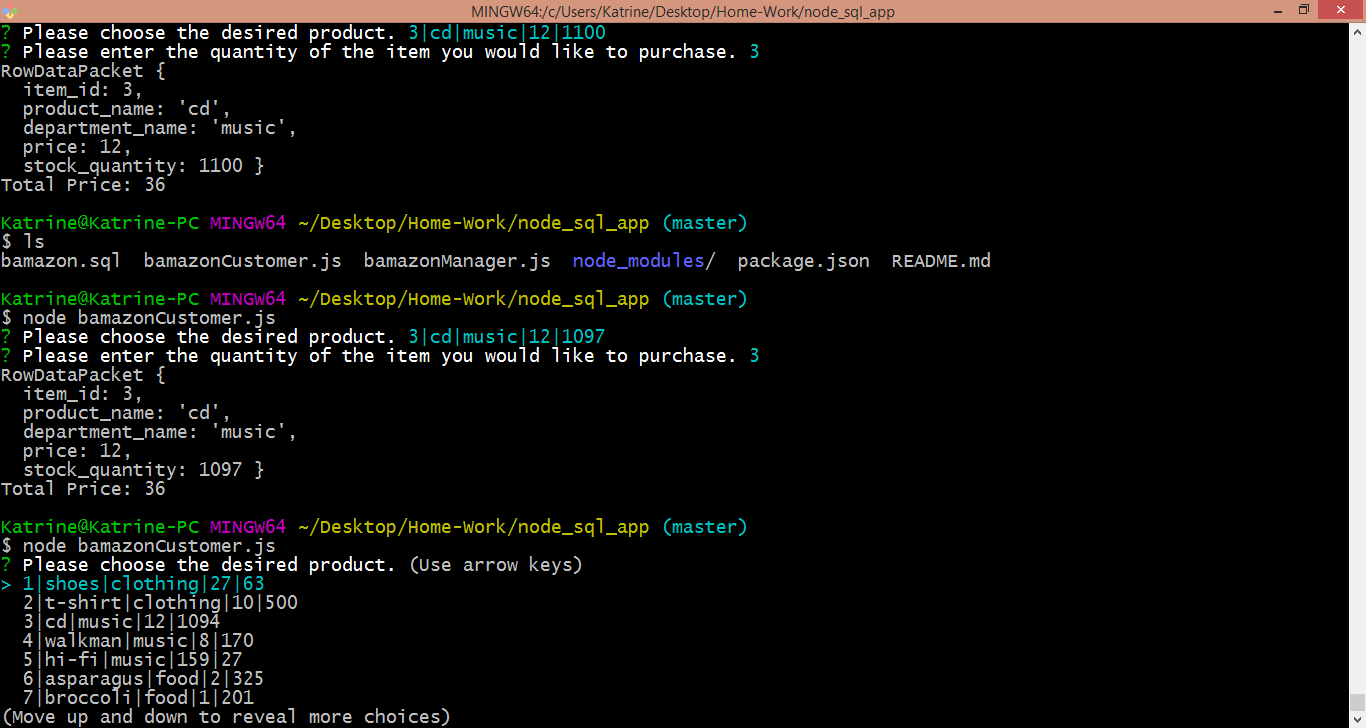 MINGW64:/c/Users/Katrine/Desktop/Home-Work/node_sql_app
? Please choose the desired product. 3|cd|music|12|1100
? Please enter the quantity of the item you would like to purchase. 3
RowDataPacket {
  item_id: 3,
  product_name: 'cd',
  department_name: 'music',
  price: 12,
  stock_quantity: 1100 }
Total Price: 36

Katrine@Katrine-PC MINGW64 ~/Desktop/Home-Work/node_sql_app (master)
$ ls
bamazon.sql  bamazonCustomer.js  bamazonManager.js  node_modules/  package.json  README.md

Katrine@Katrine-PC MINGW64 ~/Desktop/Home-Work/node_sql_app (master)
$ node bamazonCustomer.js
? Please choose the desired product. 3|cd|music|12|1097
? Please enter the quantity of the item you would like to purchase. 3
RowDataPacket {
  item_id: 3,
  product_name: 'cd',
  department_name: 'music',
  price: 12,
  stock_quantity: 1097 }
Total Price: 36

Katrine@Katrine-PC MINGW64 ~/Desktop/Home-Work/node_sql_app (master)
$ node bamazonCustomer.js
? Please choose the desired product. (Use arrow keys)
> 1|shoes|clothing|27|63
  2|t-shirt|clothing|10|500
  3|cd|music|12|1094
  4|walkman|music|8|170
  5|hi-fi|music|159|27
  6|asparagus|food|2|325
  7|broccoli|food|1|201
(Move up and down to reveal more choices)